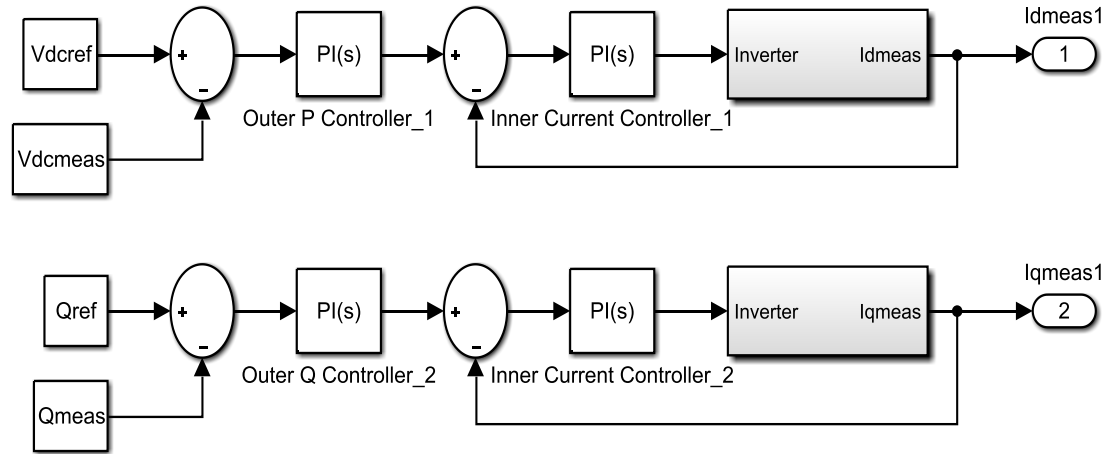 Idmeas1
Vdcref + PI(s) + PI(s) Inverter Idmeas 1
- -
Outer P Controller_1 Inner Current Controller_1
Vdcmeas
Iqmeas1
Qref + PI(s) + PI(s) Inverter Iqmeas 2
- -
Outer Q Controller_2 Inner Current Controller_2
Qmeas